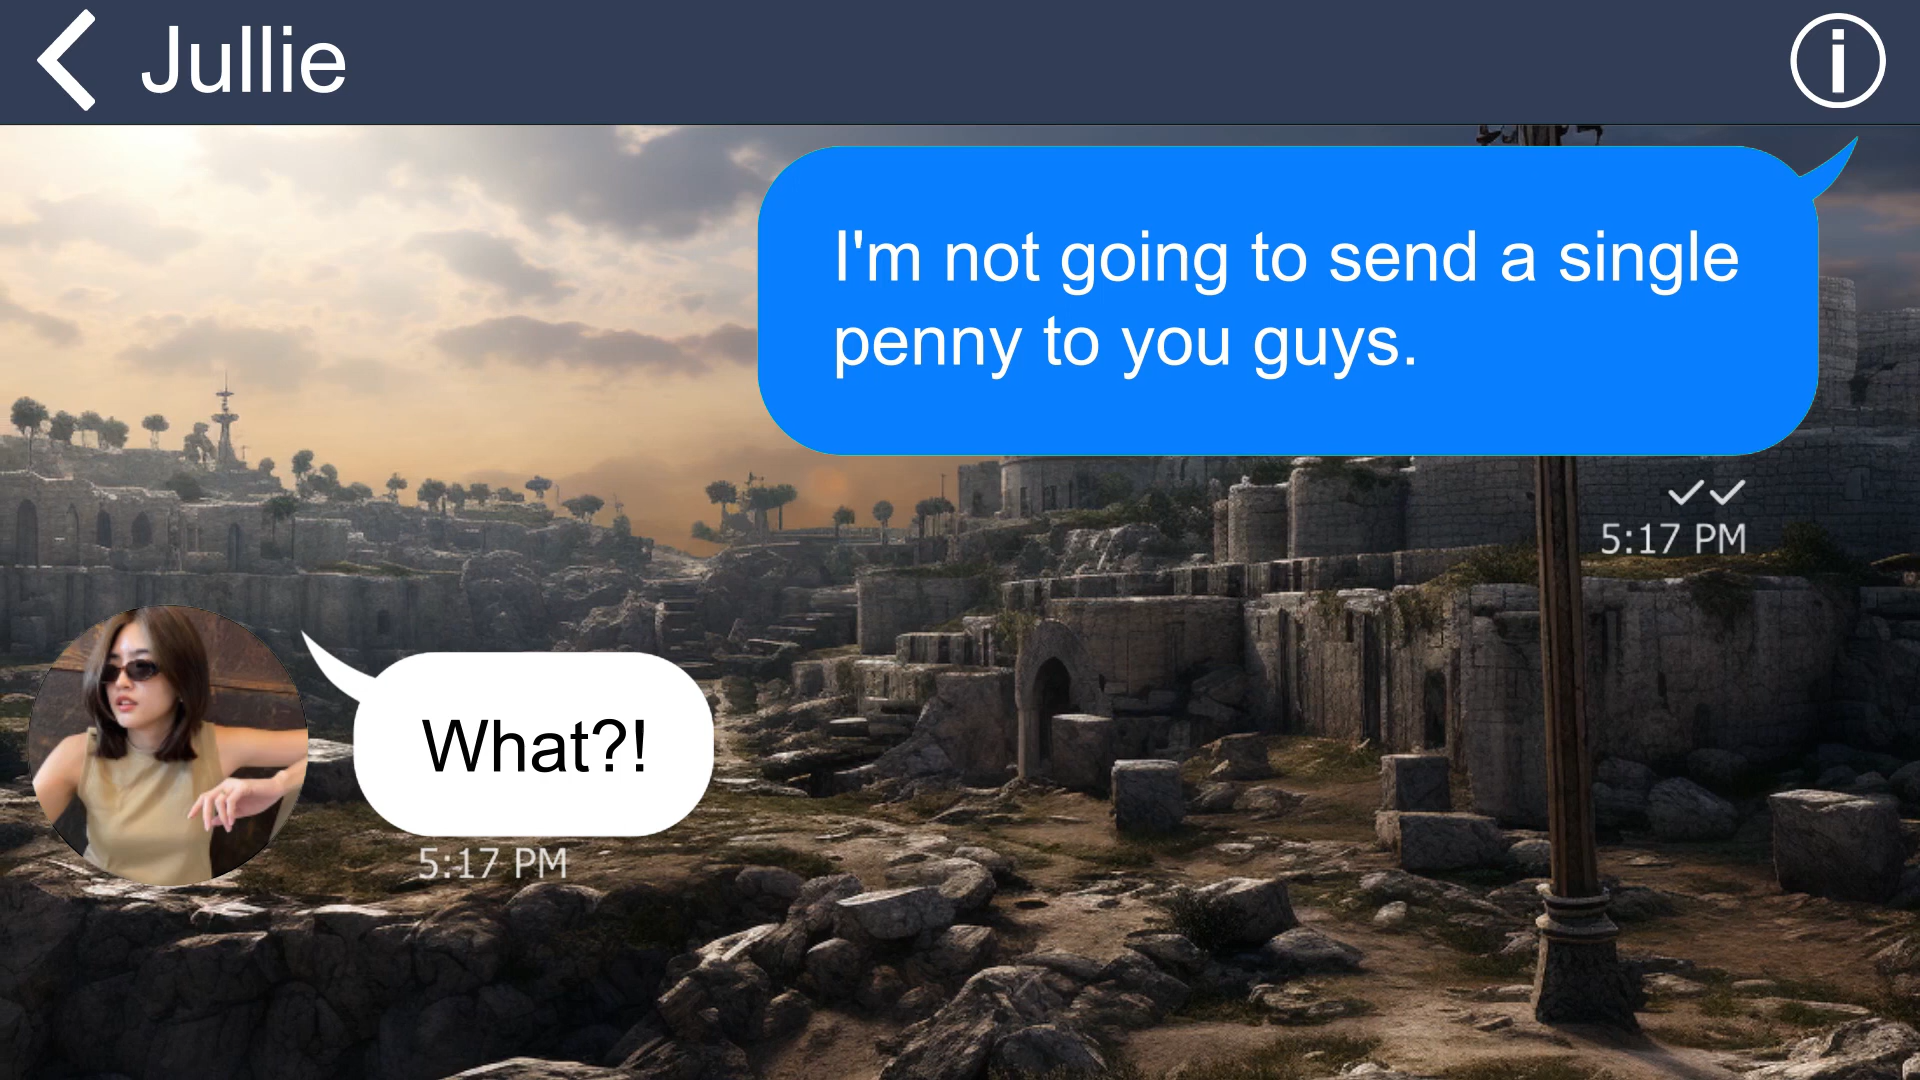 Jullie
I'm not going to send a single
penny to you guys.
5:17 PM
What?!
5:17 PM